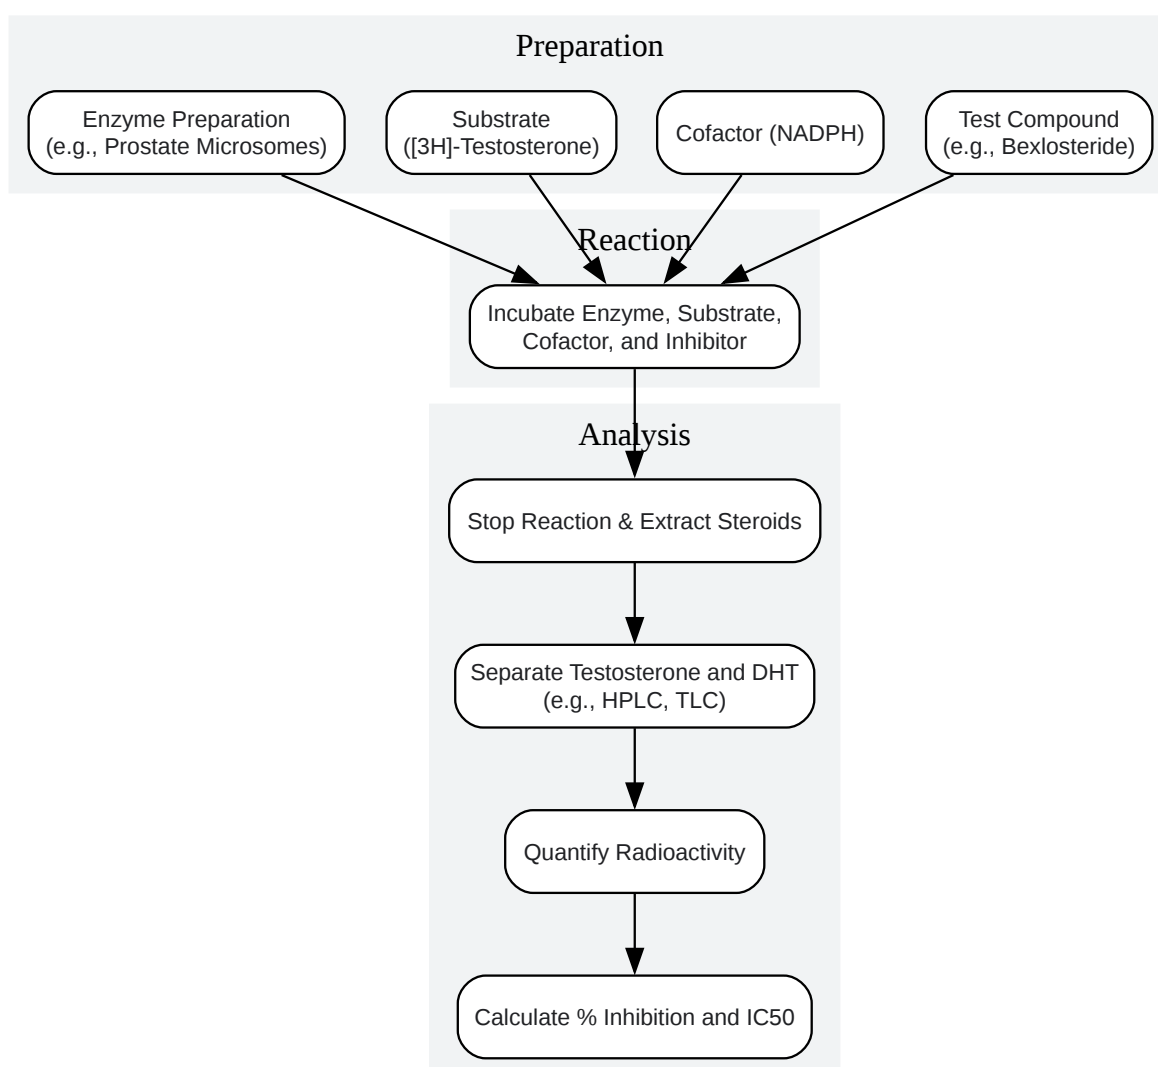 Preparation
Enzyme Preparation
(e.g., Prostate Microsomes)
Substrate
([3H]-Testosterone)
Cofactor (NADPH)
Test Compound
(e.g., Bexlosteride)
Reaction
Incubate Enzyme, Substrate,
Cofactor, and Inhibitor
Analysis
Stop Reaction & Extract Steroids
Separate Testosterone and DHT
(e.g., HPLC, TLC)
Quantify Radioactivity
Calculate % Inhibition and IC50